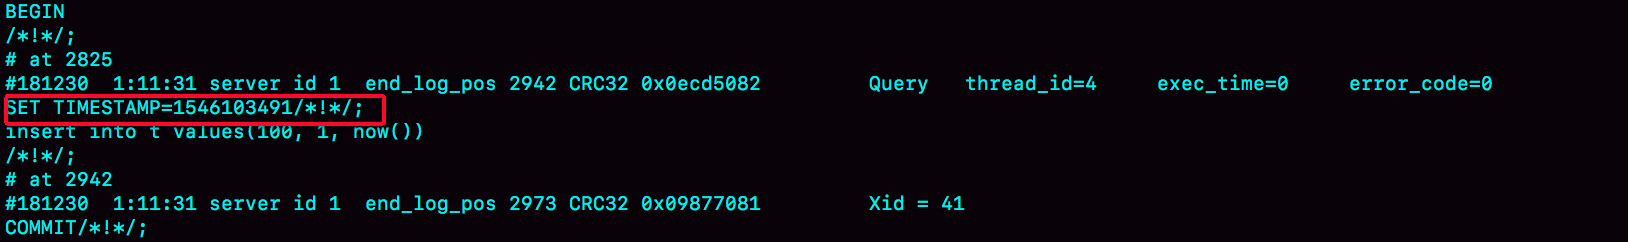 BEGIN
/*!*/;
# at 2825
#181230  1:11:31 server id 1  end_log_pos 2942 CRC32 0x0ecd5082         Query   thread_id=4     exec_time=0     error_code=0
SET TIMESTAMP=1546103491/*!*/;
insert into t values(100, 1, now())
/*!*/;
# at 2942
#181230  1:11:31 server id 1  end_log_pos 2973 CRC32 0x09877081         Xid = 41
COMMIT/*!*/;